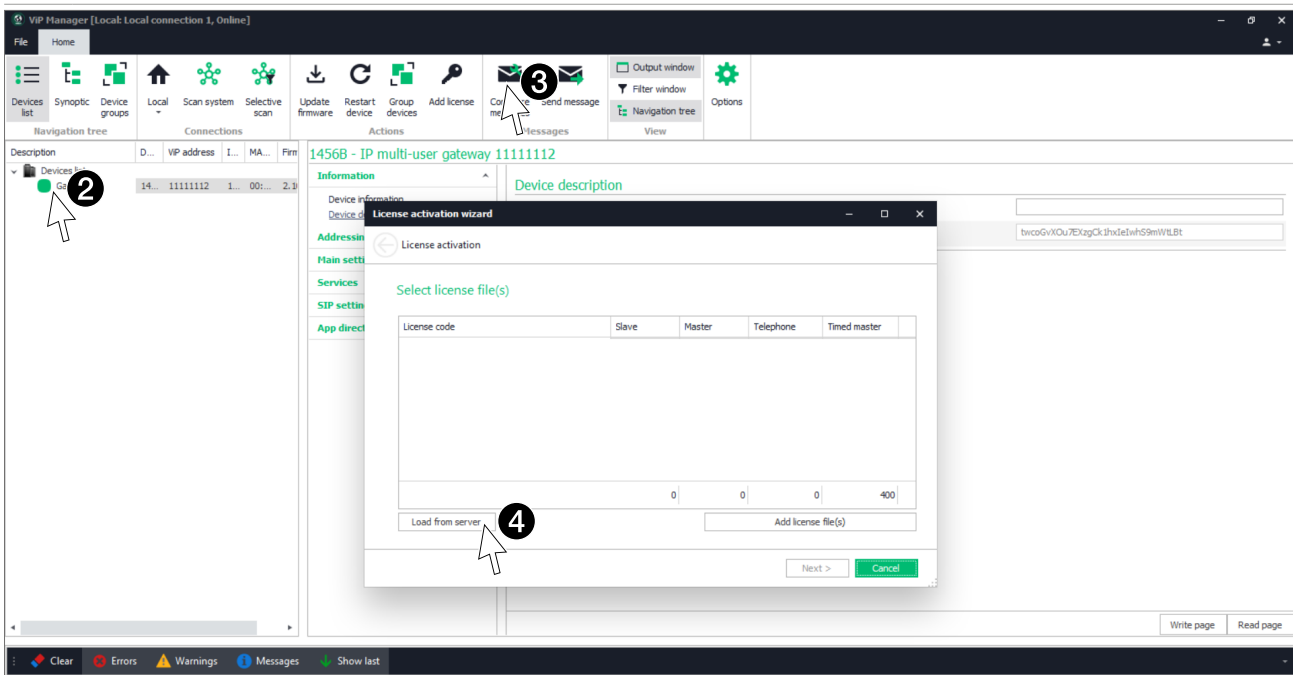 ViP Manager [Local: Local connection 1, Online]
File Home
Devices list
Synoptic
Device groups
Local
Scan system
Selective scan
Update firmware
Restart device
Group devices
Add license
Send message
Output window
Filter window
Navigation tree
Options
Navigation tree Connections Actions View
3
Description D... ViP address I... MA... Firm
Devices
14... 11111112 1... 00:... 2.1
2
1456B - IP multi-user gateway 11111112
Information
Device information
Device d
Addressin
Main setti
Services
SIP settin
App direct
Device description
twcoGvXOu7EXzgCk1hxIeIwhS9mWtLBt
License activation wizard
License activation
Select license file(s)
License code Slave Master Telephone Timed master
0 0 0 400
Load from server
4
Add license file(s)
Next > Cancel
Write page Read page
Clear Errors Warnings Messages Show last